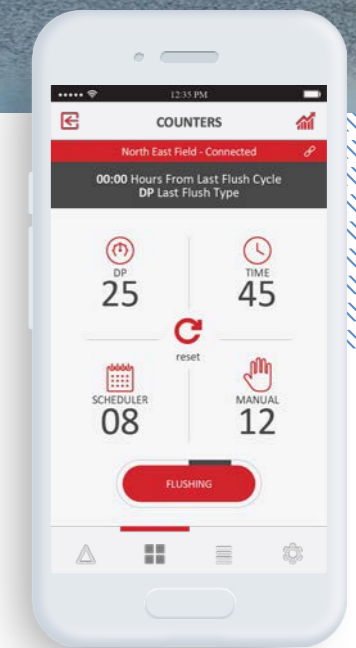 12:35 PM
COUNTERS
North East Field - Connected
00:00 Hours From Last Flush Cycle
DP Last Flush Type
DP
25
TIME
45
reset
SCHEDULER
08
MANUAL
12
FLUSHING